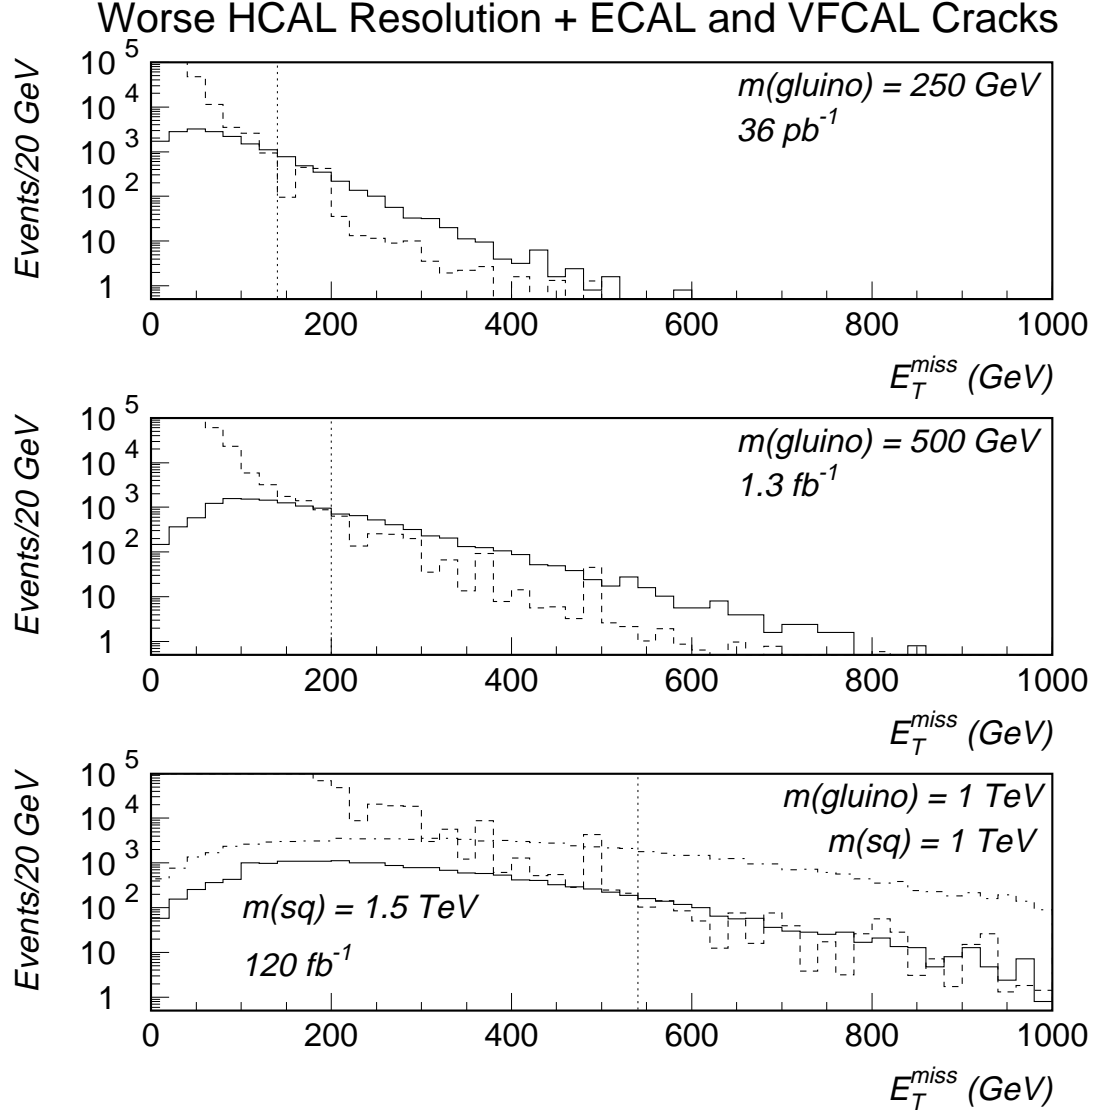 Worse HCAL Resolution + ECAL and VFCAL Cracks
Events/20 GeV
10^5
10^4
10^3
10^2
10
1
m(gluino) = 250 GeV
36 pb^-1
0 200 400 600 800 1000
E_T^miss (GeV)
Events/20 GeV
10^5
10^4
10^3
10^2
10
1
m(gluino) = 500 GeV
1.3 fb^-1
0 200 400 600 800 1000
E_T^miss (GeV)
Events/20 GeV
10^5
10^4
10^3
10^2
10
1
m(gluino) = 1 TeV
m(sq) = 1 TeV
m(sq) = 1.5 TeV
120 fb^-1
0 200 400 600 800 1000
E_T^miss (GeV)